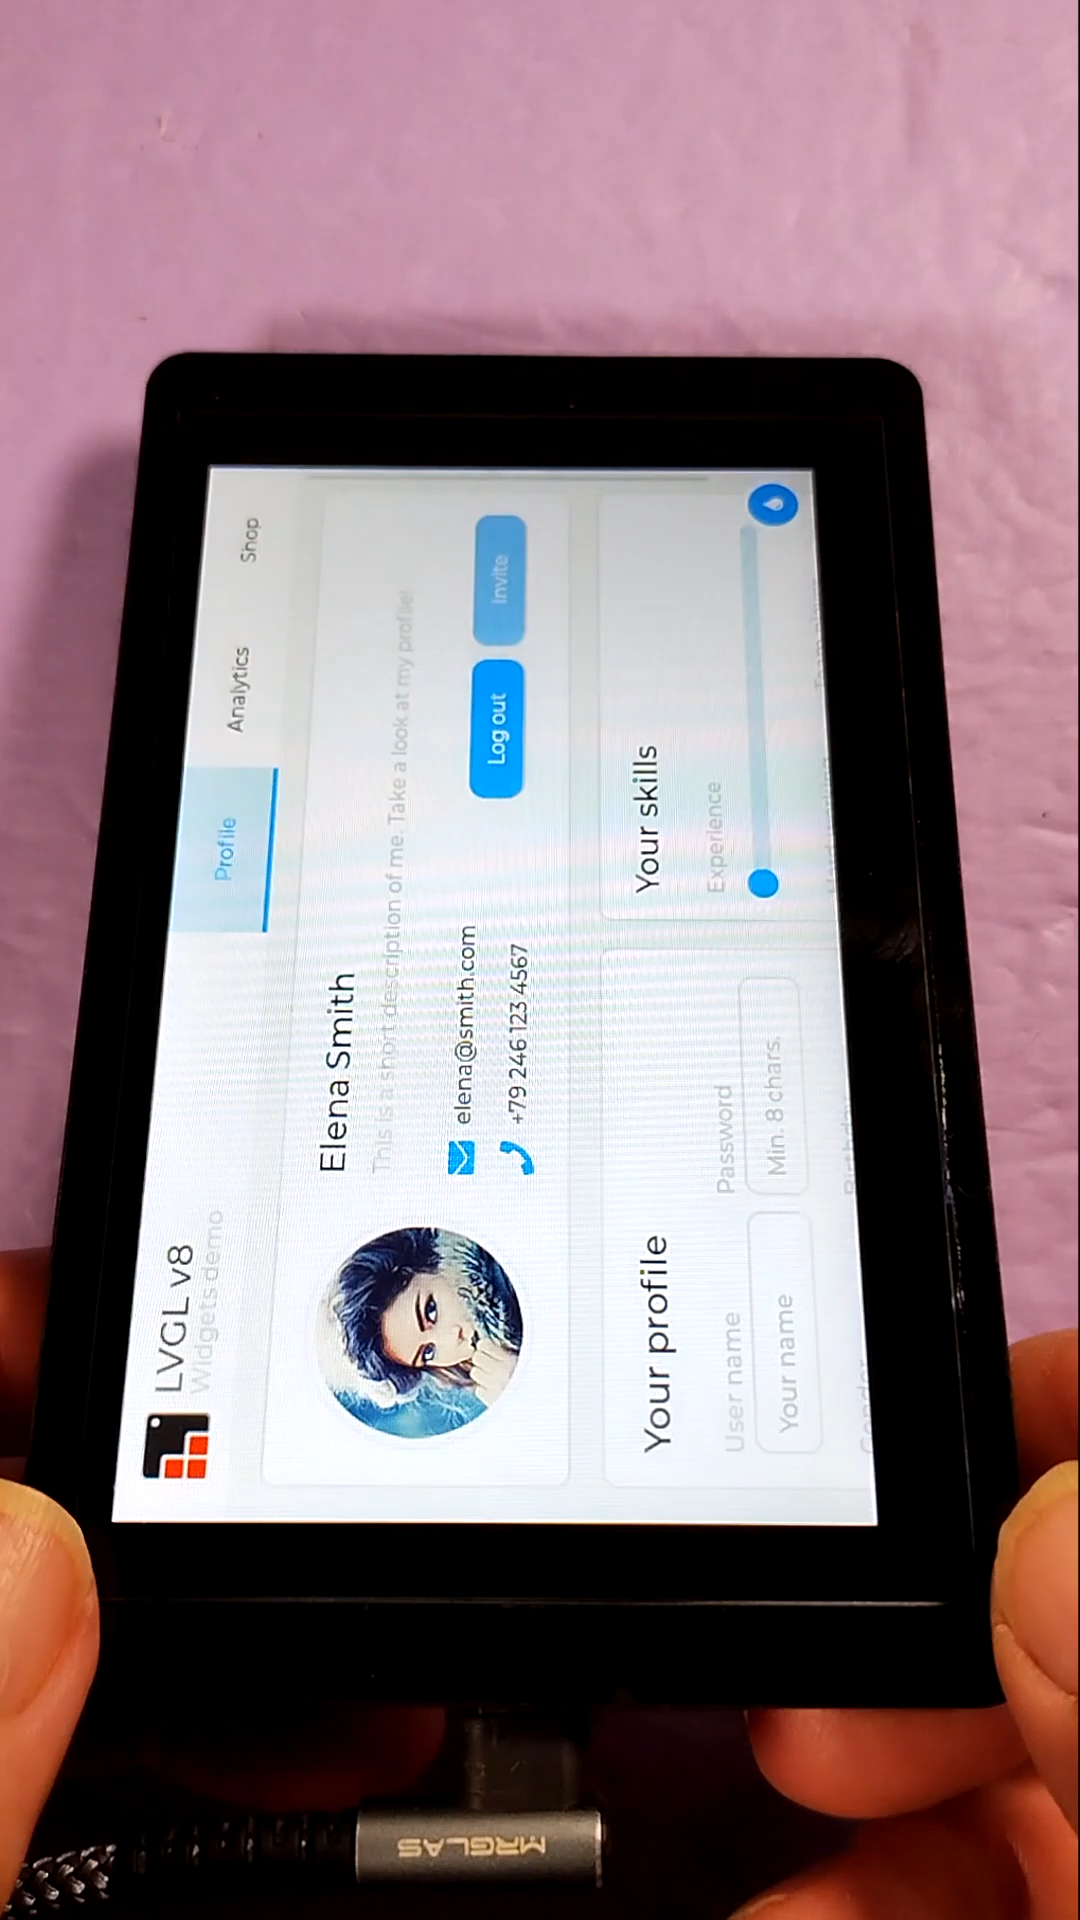 LVGL v8
Widgets demo
Profile
Analytics
Shop
Elena Smith
This is a short description of me. Take a look at my profile!
elena@smith.com
+79 246 123 4567
Log out
Invite
Your profile
User name
Password
Your name
Min. 8 chars.
Gender
Birthday
Your skills
Experience
MRGLAS